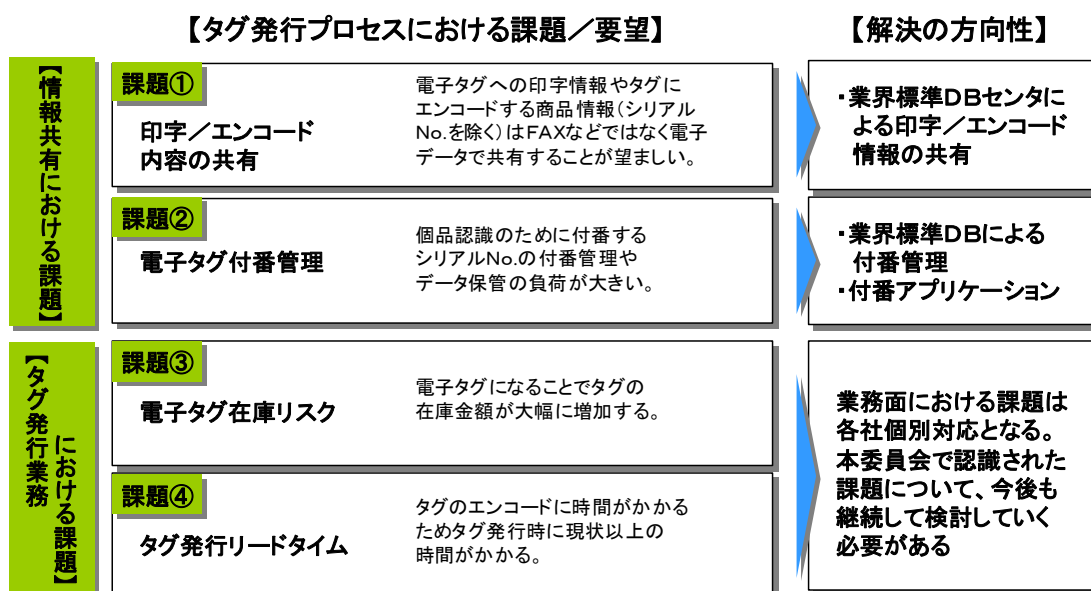 【タグ発行プロセスにおける課題／要望】
【解決の方向性】
【情報共有における課題】
課題①
印字／エンコード
内容の共有
電子タグへの印字情報やタグに
エンコードする商品情報（シリアル
No.を除く）はFAXなどではなく電子
データで共有することが望ましい。
・業界標準ＤＢセンタに
よる印字／エンコード
情報の共有
課題②
電子タグ付番管理
個品認識のために付番する
シリアルNo.の付番管理や
データ保管の負荷が大きい。
・業界標準ＤＢによる
付番管理
・付番アプリケーション
【タグ発行業務
における課題】
課題③
電子タグ在庫リスク
電子タグになることでタグの
在庫金額が大幅に増加する。
課題④
タグ発行リードタイム
タグのエンコードに時間がかかる
ためタグ発行時に現状以上の
時間がかかる。
業務面における課題は
各社個別対応となる。
本委員会で認識された
課題について、今後も
継続して検討していく
必要がある